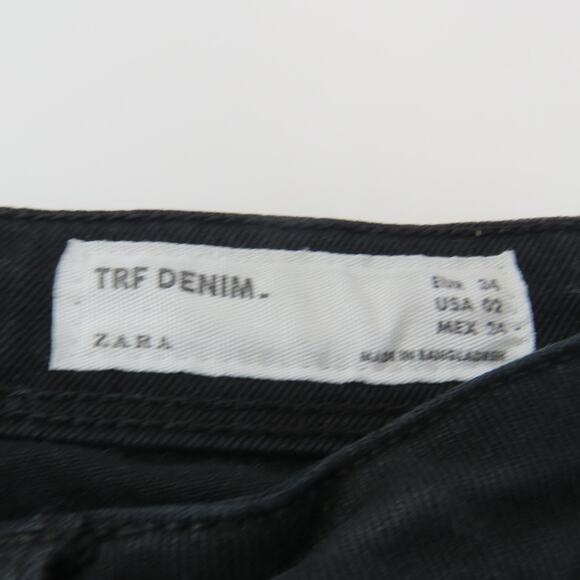 TRF DENIM.
ZARA
EUR 34
USA 02
MEX 24
MADE IN BANGLADESH